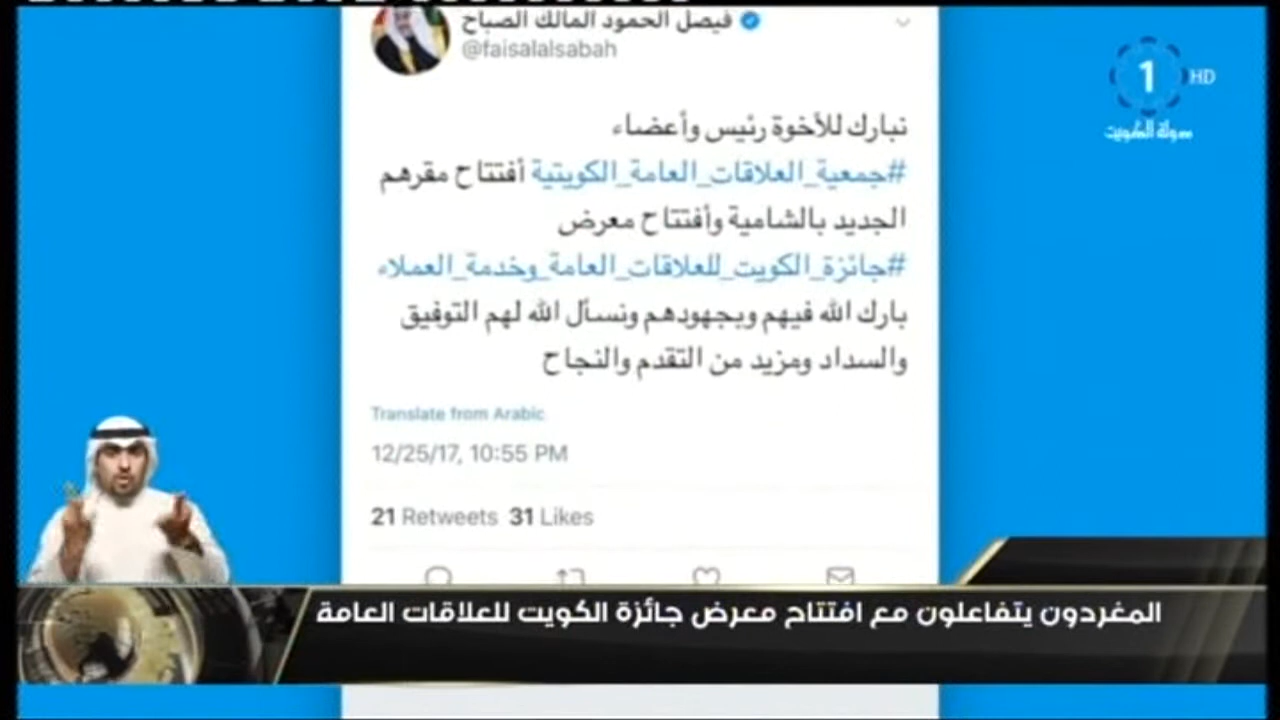 فيصل الحمود المالك الصباح
@faisalalsabah
1 HD
دولة الكويت
نبارك للأخوة رئيس وأعضاء
#جمعية_العلاقات_العامة_الكويتية أفتتاح مقرهم
الجديد بالشامية وأفتتاح معرض
#جائزة_الكويت_للعلاقات_العامة_وخدمة_العملاء
بارك الله فيهم وبجهودهم ونسأل الله لهم التوفيق
والسداد ومزيد من التقدم والنجاح
Translate from Arabic
12/25/17, 10:55 PM
21 Retweets 31 Likes
المغردون يتفاعلون مع افتتاح معرض جائزة الكويت للعلاقات العامة